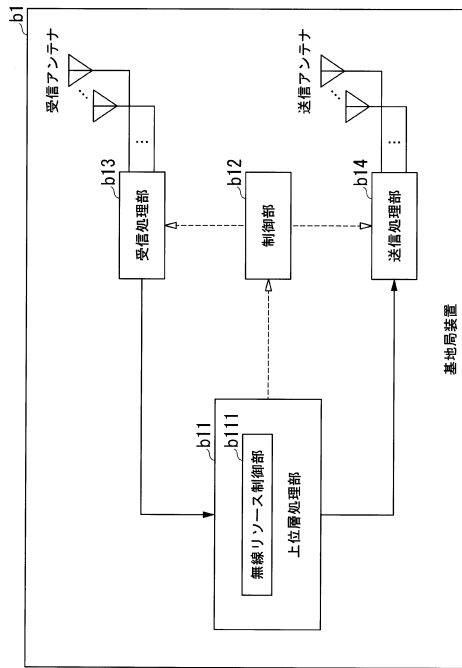 b1
受信アンテナ
送信アンテナ
b13
受信処理部
b12
制御部
b14
送信処理部
b11
b111
無線リソース制御部
上位層処理部
基地局装置